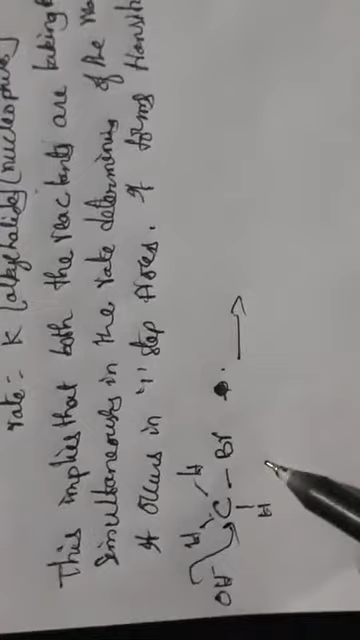 rate = K [alkylhalide] [nucleophile]
This implies that both the reactants are taking
simultaneously in the rate determining of the
It occurs in '1' step process. It forms transit
OH H H C – Br
H